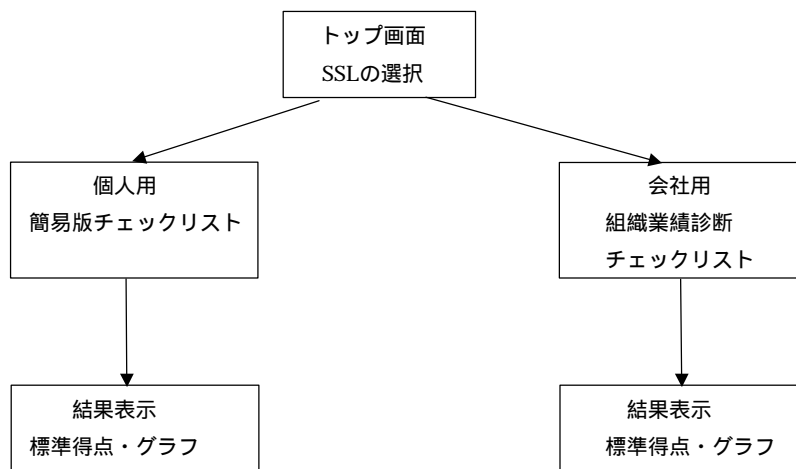 トップ画面
SSLの選択
個人用
簡易版チェックリスト
会社用
組織業績診断
チェックリスト
結果表示
標準得点・グラフ
結果表示
標準得点・グラフ